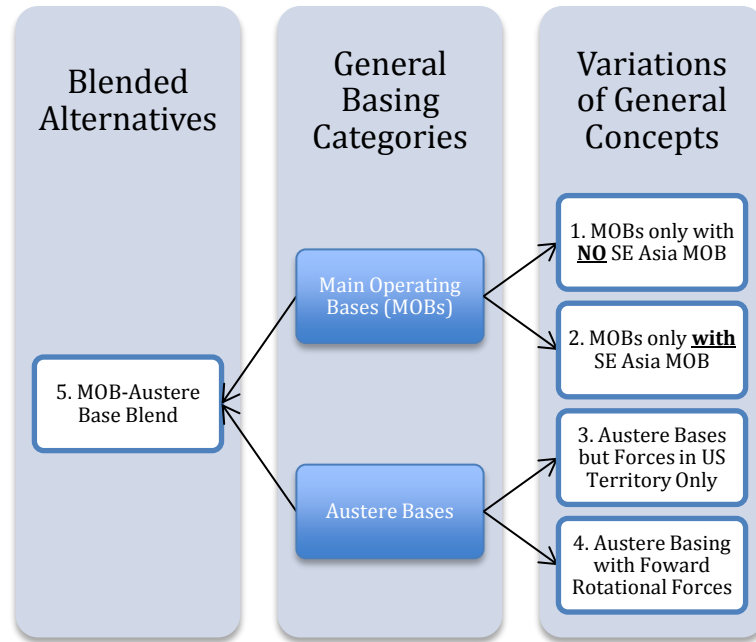 Blended
Alternatives
General
Basing
Categories
Variations
of General
Concepts
Main Operating
Bases (MOBs)
Austere Bases
5. MOB-Austere
Base Blend
1. MOBs only with
NO SE Asia MOB
2. MOBs only with
SE Asia MOB
3. Austere Bases
but Forces in US
Territory Only
4. Austere Basing
with Foward
Rotational Forces